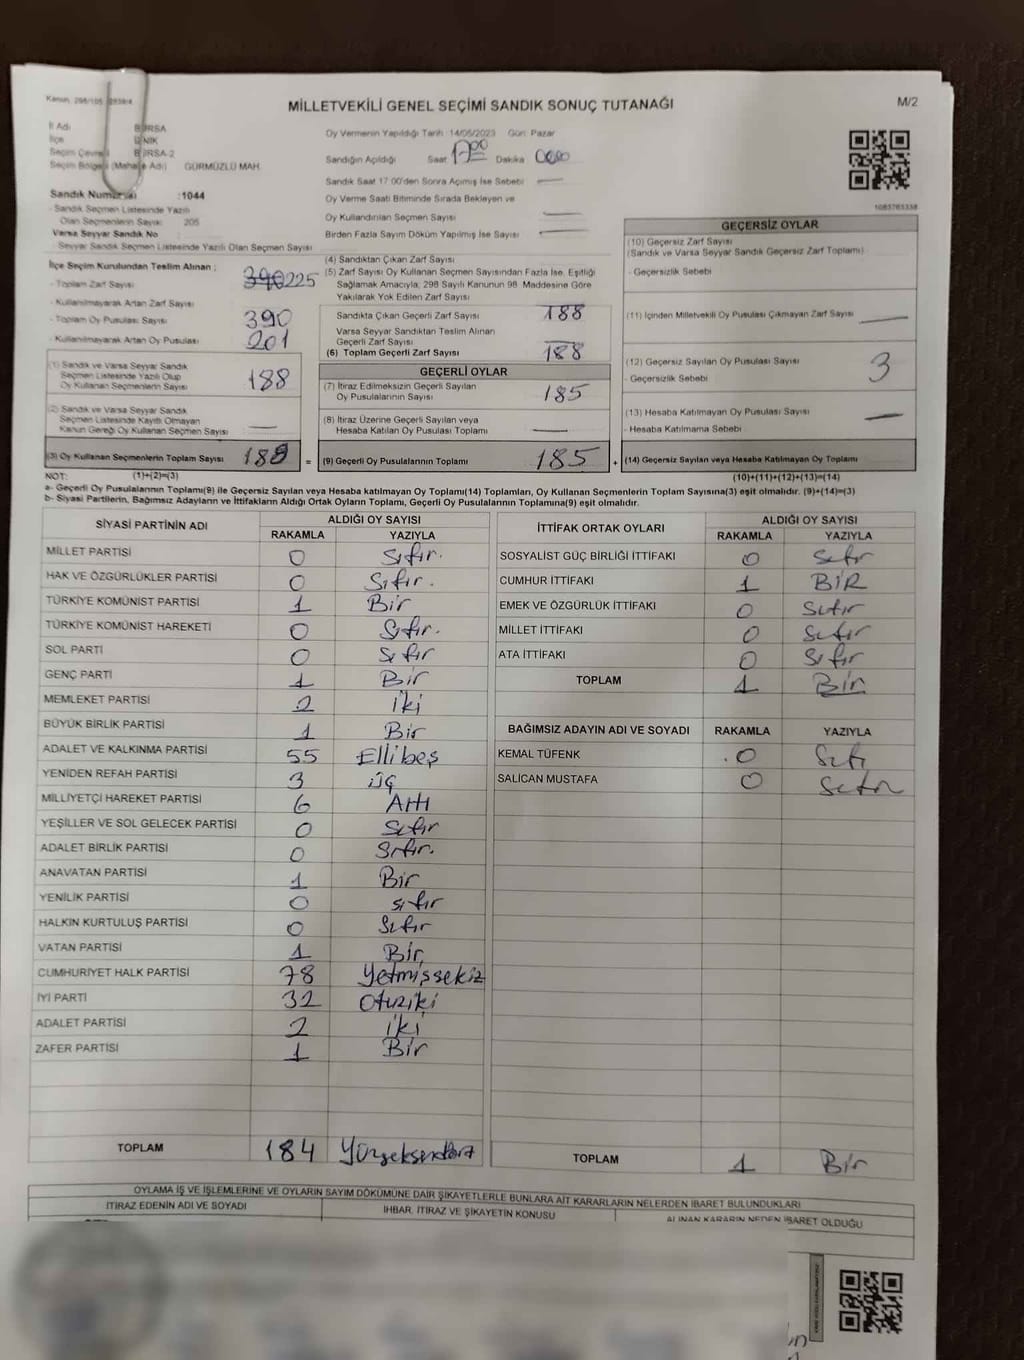 Kanun, 298/105 2839/4
MİLLETVEKİLİ GENEL SEÇİMİ SANDIK SONUÇ TUTANAĞI
M/2
İl Adı BURSA
İlçe
Seçim Çevresi BURSA-2
Seçim Bölgesi (Mahalle Adı) GÜRMÜZLÜ MAH.
Oy Vermenin Yapıldığı Tarih : 14/05/2023 Gün: Pazar
Sandığın Açıldığı Saat 17:00 Dakika
Sandık Saat 17.00'den Sonra Açılmış İse Sebebi
Oy Verme Saati Bitiminde Sırada Bekleyen ve
Oy Kullandırılan Seçmen Sayısı
Birden Fazla Sayım Döküm Yapılmış İse Sayısı
Sandık Numarası :1044
- Sandık Seçmen Listesinde Yazılı
Olan Seçmenlerin Sayısı: 205
Varsa Seyyar Sandık No
Seyyar Sandık Listesinde Yazılı Olan Seçmen Sayısı
İlçe Seçim Kurulundan Teslim Alınan :
- Toplam Zarf Sayısı 390 225
- Kullanılmayarak Artan Zarf Sayısı
- Toplam Oy Pusulası Sayısı 390
- Kullanılmayarak Artan Oy Pusulası 201
(1) Sandık ve Varsa Seyyar Sandık
Seçmen Listesinde Yazılı Olup
Oy Kullanan Seçmenlerin Sayısı 188
(2) Sandık ve Varsa Seyyar Sandık
Seçmen Listesinde Kayıtlı Olmayan
Kanun Gereği Oy Kullanan Seçmen Sayısı
(3) Oy Kullanan Seçmenlerin Toplam Sayısı 188 =
(4) Sandıktan Çıkan Zarf Sayısı
(5) Zarf Sayısı Oy Kullanan Seçmen Sayısından Fazla İse, Eşitliği
Sağlamak Amacıyla, 298 Sayılı Kanunun 98. Maddesine Göre
Yakılarak Yok Edilen Zarf Sayısı
Sandıkta Çıkan Geçerli Zarf Sayısı 188
Varsa Seyyar Sandıktan Teslim Alınan
Geçerli Zarf Sayısı
(6) Toplam Geçerli Zarf Sayısı 188
GEÇERLİ OYLAR
(7) İtiraz Edilmeksizin Geçerli Sayılan
Oy Pusulalarının Sayısı 185
(8) İtiraz Üzerine Geçerli Sayılan veya
Hesaba Katılan Oy Pusulası Toplamı
(9) Geçerli Oy Pusulalarının Toplamı 185 +
1083765338
GEÇERSİZ OYLAR
(10) Geçersiz Zarf Sayısı
(Sandık ve Varsa Seyyar Sandık Geçersiz Zarf Toplamı)
- Geçersizlik Sebebi
(11) İçinden Milletvekili Oy Pusulası Çıkmayan Zarf Sayısı
(12) Geçersiz Sayılan Oy Pusulası Sayısı 3
- Geçersizlik Sebebi
(13) Hesaba Katılmayan Oy Pusulası Sayısı
- Hesaba Katılmama Sebebi
(14) Geçersiz Sayılan veya Hesaba Katılmayan Oy Toplamı
NOT: (1)+(2)=(3) (10)+(11)+(12)+(13)=(14)
a- Geçerli Oy Pusulalarının Toplamı(9) ile Geçersiz Sayılan veya Hesaba katılmayan Oy Toplamı(14) Toplamları, Oy Kullanan Seçmenlerin Toplam Sayısına(3) eşit olmalıdır. (9)+(14)=(3)
b- Siyasi Partilerin, Bağımsız Adayların ve İttifakların Aldığı Ortak Oyların Toplamı, Geçerli Oy Pusulalarının Toplamına(9) eşit olmalıdır.
SİYASİ PARTİNİN ADI ALDIĞI OY SAYISI
RAKAMLA YAZIYLA
MİLLET PARTİSİ 0 Sıfır.
HAK VE ÖZGÜRLÜKLER PARTİSİ 0 Sıfır.
TÜRKİYE KOMÜNİST PARTİSİ 1 Bir
TÜRKİYE KOMÜNİST HAREKETİ 0 Sıfır.
SOL PARTİ 0 Sıfır
GENÇ PARTİ 1 Bir
MEMLEKET PARTİSİ 2 iki
BÜYÜK BİRLİK PARTİSİ 1 Bir
ADALET VE KALKINMA PARTİSİ 55 Ellibeş
YENİDEN REFAH PARTİSİ 3 üç
MİLLİYETÇİ HAREKET PARTİSİ 6 Altı
YEŞİLLER VE SOL GELECEK PARTİSİ 0 Sıfır
ADALET BİRLİK PARTİSİ 0 Sıfır.
ANAVATAN PARTİSİ 1 Bir
YENİLİK PARTİSİ 0 sıfır
HALKIN KURTULUŞ PARTİSİ 0 Sıfır
VATAN PARTİSİ 1 Bir
CUMHURİYET HALK PARTİSİ 78 Yetmişsekiz
İYİ PARTİ 32 Otuziki
ADALET PARTİSİ 2 iki
ZAFER PARTİSİ 1 Bir
TOPLAM 184 Yüzseksendört
İTTİFAK ORTAK OYLARI ALDIĞI OY SAYISI
RAKAMLA YAZIYLA
SOSYALİST GÜÇ BİRLİĞİ İTTİFAKI 0 Sıfır
CUMHUR İTTİFAKI 1 BİR
EMEK VE ÖZGÜRLÜK İTTİFAKI 0 Sıfır
MİLLET İTTİFAKI 0 Sıfır
ATA İTTİFAKI 0 Sıfır
TOPLAM 1 Bir
BAĞIMSIZ ADAYIN ADI VE SOYADI RAKAMLA YAZIYLA
KEMAL TÜFENK 0
SALİCAN MUSTAFA 0 Sıfır
TOPLAM 1 Bir
OYLAMA İŞ VE İŞLEMLERİNE VE OYLARIN SAYIM DÖKÜMÜNE DAİR ŞİKAYETLERLE BUNLARA AİT KARARLARIN NELERDEN İBARET BULUNDUKLARI
İTİRAZ EDENİN ADI VE SOYADI İHBAR, İTİRAZ VE ŞİKAYETİN KONUSU ALINAN KARARIN NEDEN İBARET OLDUĞU